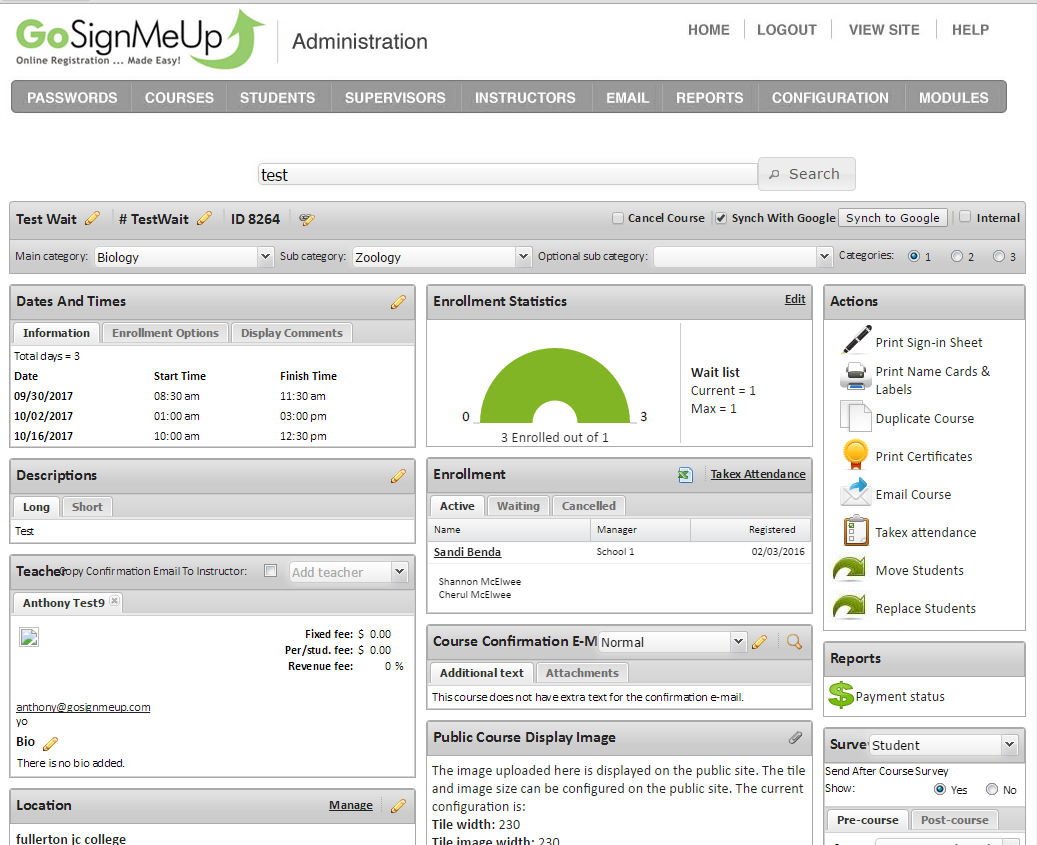 GoSignMeUp
Online Registration ... Made Easy!
Administration
HOME LOGOUT VIEW SITE HELP
PASSWORDS COURSES STUDENTS SUPERVISORS INSTRUCTORS EMAIL REPORTS CONFIGURATION MODULES
test Search
Test Wait # TestWait ID 8264 Cancel Course Synch With Google Synch to Google Internal
Main category: Biology Sub category: Zoology Optional sub category: Categories: 1 2 3
Dates And Times
Information Enrollment Options Display Comments
Total days = 3
Date Start Time Finish Time
09/30/2017 08:30 am 11:30 am
10/02/2017 01:00 am 03:00 pm
10/16/2017 10:00 am 12:30 pm
Descriptions
Long Short
Test
Teacher Copy Confirmation Email To Instructor: Add teacher
Anthony Test9
Fixed fee: $ 0.00
Per/stud. fee: $ 0.00
Revenue fee: 0 %
anthony@gosignmeup.com
yo
Bio
There is no bio added.
Location Manage
fullerton jc college
Enrollment Statistics Edit
0 3
3 Enrolled out of 1
Wait list
Current = 1
Max = 1
Enrollment Takex Attendance
Active Waiting Cancelled
Name Manager Registered
Sandi Benda School 1 02/03/2016
Shannon McElwee
Cherul McElwee
Course Confirmation E-M Normal
Additional text Attachments
This course does not have extra text for the confirmation e-mail.
Public Course Display Image
The image uploaded here is displayed on the public site. The tile
and image size can be configured on the public site. The current
configuration is:
Tile width: 230
Tile image width: 230
Actions
Print Sign-in Sheet
Print Name Cards &
Labels
Duplicate Course
Print Certificates
Email Course
Takex attendance
Move Students
Replace Students
Reports
Payment status
Surve Student
Send After Course Survey
Show: Yes No
Pre-course Post-course